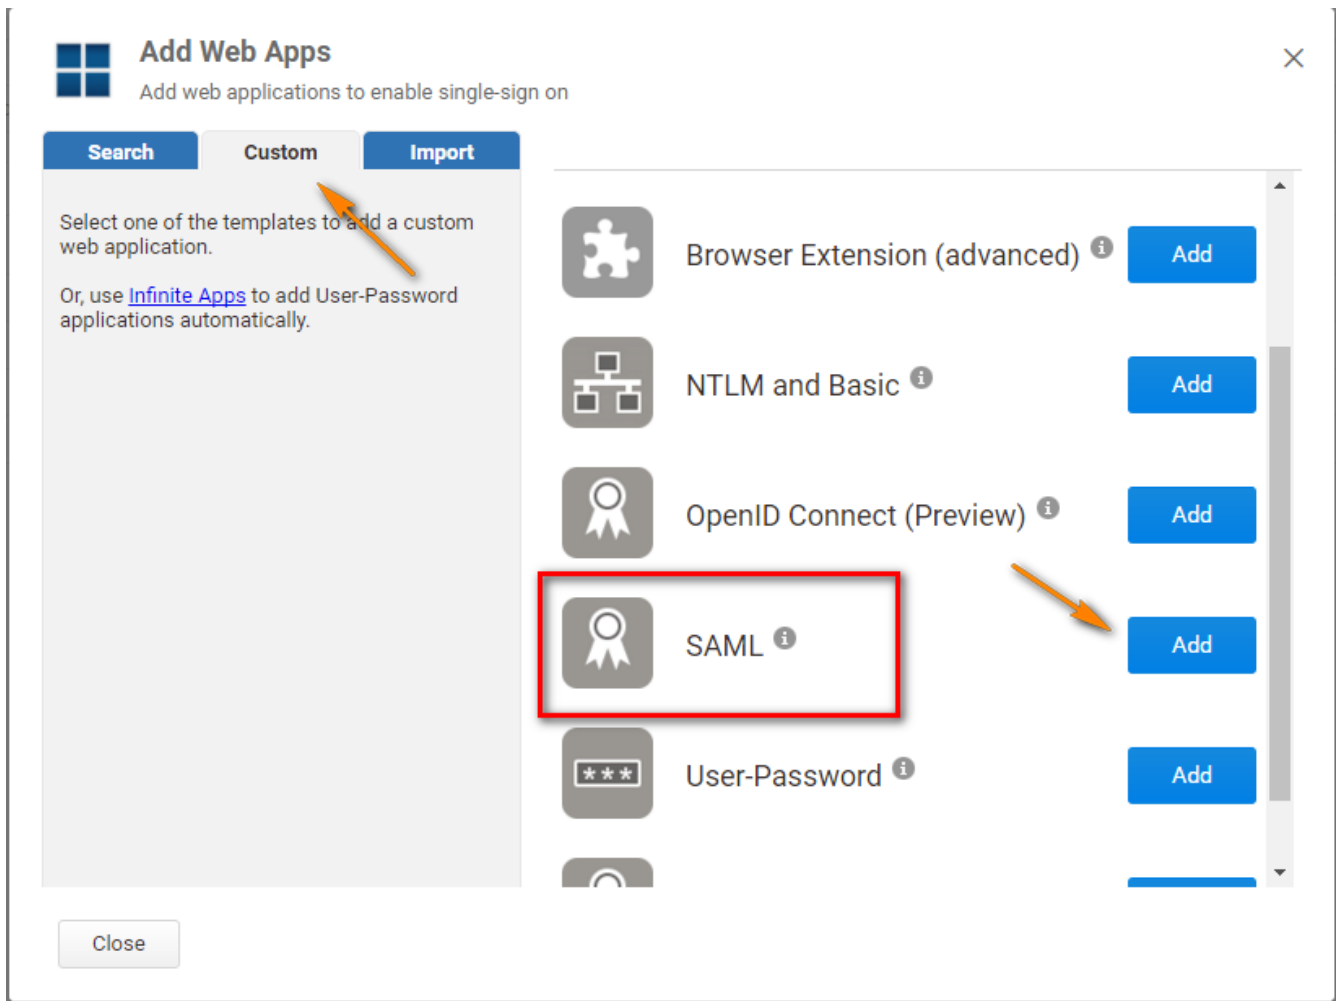 Add Web Apps
Add web applications to enable single-sign on
Search
Custom
Import
Select one of the templates to add a custom
web application.
Or, use Infinite Apps to add User-Password
applications automatically.
Browser Extension (advanced)
Add
NTLM and Basic
Add
OpenID Connect (Preview)
Add
SAML
Add
User-Password
Add
Close